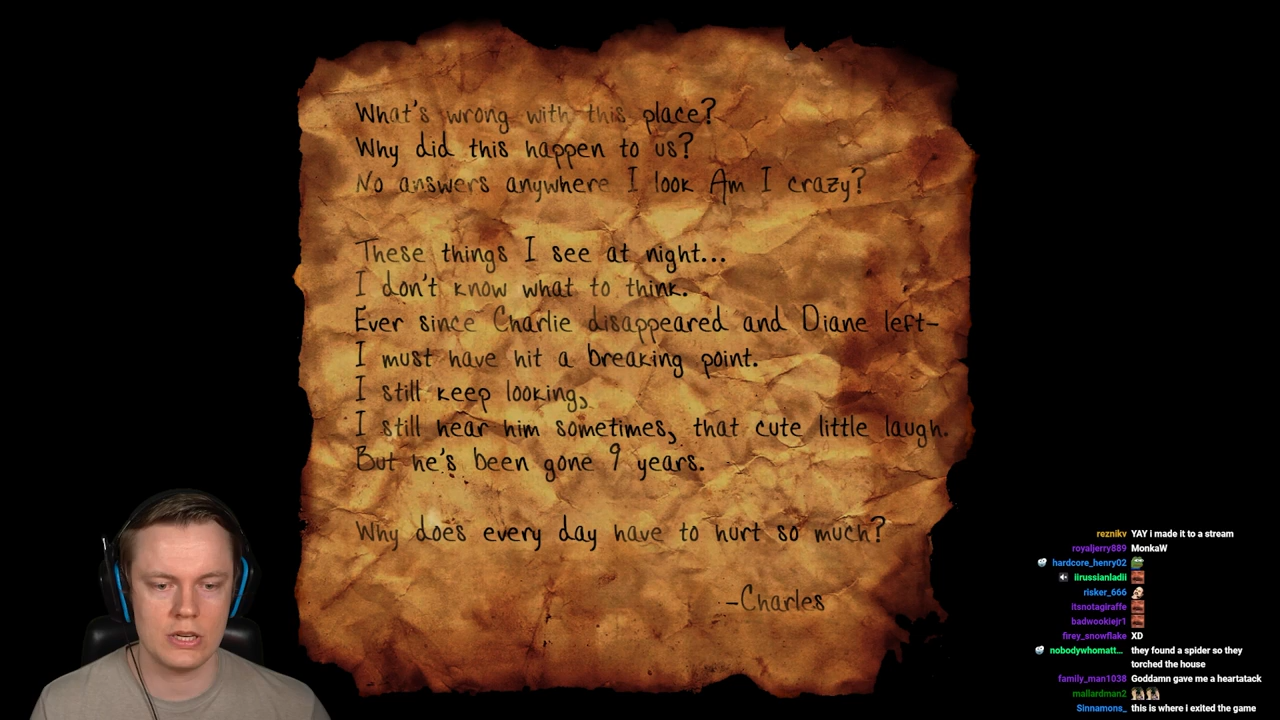 What's wrong with this place?
Why did this happen to us?
No answers anywhere I look Am I crazy?
These things I see at night...
I don't know what to think.
Ever since Charlie disappeared and Diane left-
I must have hit a breaking point.
I still keep looking,
I still hear him sometimes, that cute little laugh.
But he's been gone 9 years.
Why does every day have to hurt so much?
-Charles
reznikv YAY I made it to a stream
royaljerry889 MonkaW
hardcore_henry02
iirussianladii
risker_666
itsnotagiraffe
badwookiejr1
firey_snowflake XD
nobodywhomatt... they found a spider so they
torched the house
family_man1038 Goddamn gave me a heartatack
mallardman2
Sinnamons_ this is where i exited the game